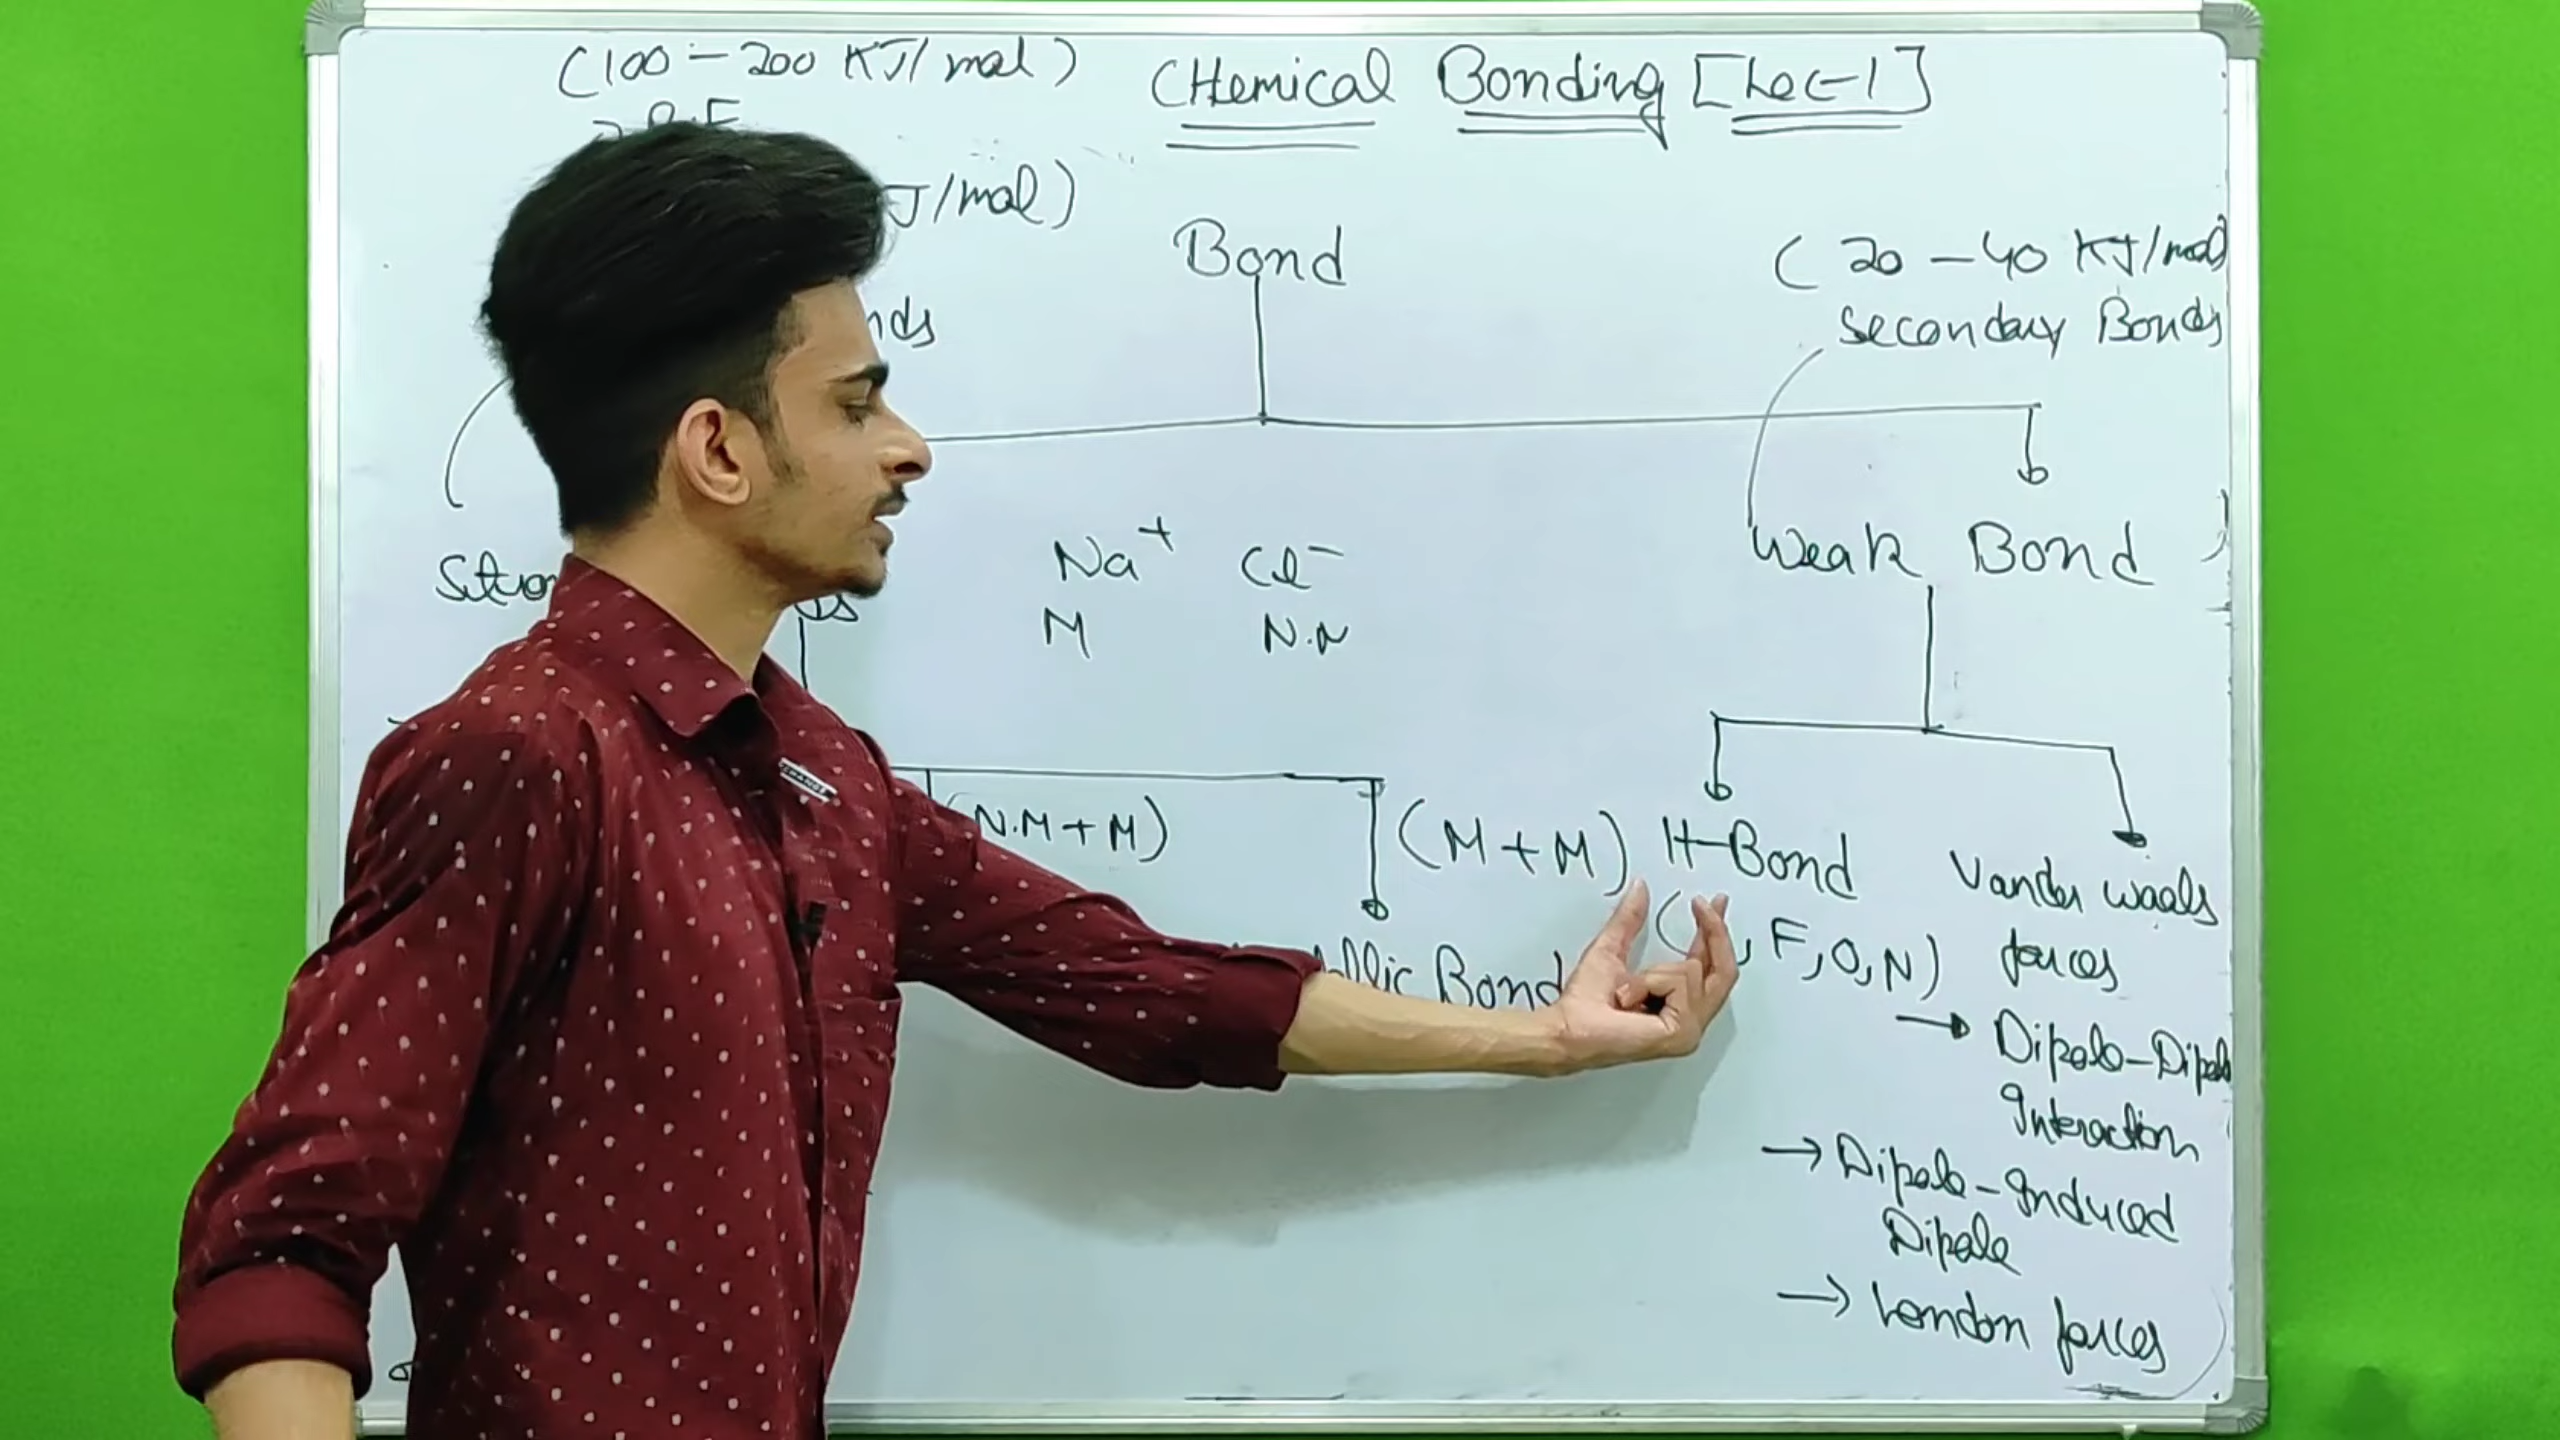 (100-200 KJ/mol)
CHemical Bonding [Lec-1]
J/mol)
Bond
(20-40 KJ/mol)
Secondary Bonds
nds
Na+ Cl-
M N.N
Weak Bond
(N.M+M)
(M+M)
H-Bond
, F, O, N)
Vander waals
forces
llic Bond
→ Dipole-Dipole
Interaction
→ Dipole-Induced
Dipole
→ London forces